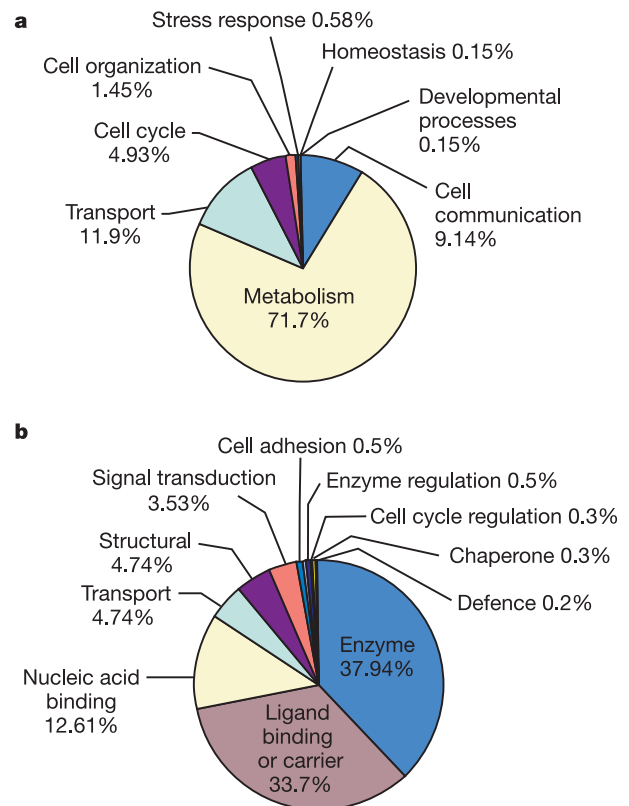 a
Stress response 0.58%
Homeostasis 0.15%
Cell organization
1.45%
Developmental
processes
0.15%
Cell cycle
4.93%
Cell
communication
9.14%
Transport
11.9%
Metabolism
71.7%
b
Cell adhesion 0.5%
Signal transduction
3.53%
Enzyme regulation 0.5%
Cell cycle regulation 0.3%
Structural
4.74%
Chaperone 0.3%
Transport
4.74%
Defence 0.2%
Enzyme
37.94%
Nucleic acid
binding
12.61%
Ligand
binding
or carrier
33.7%